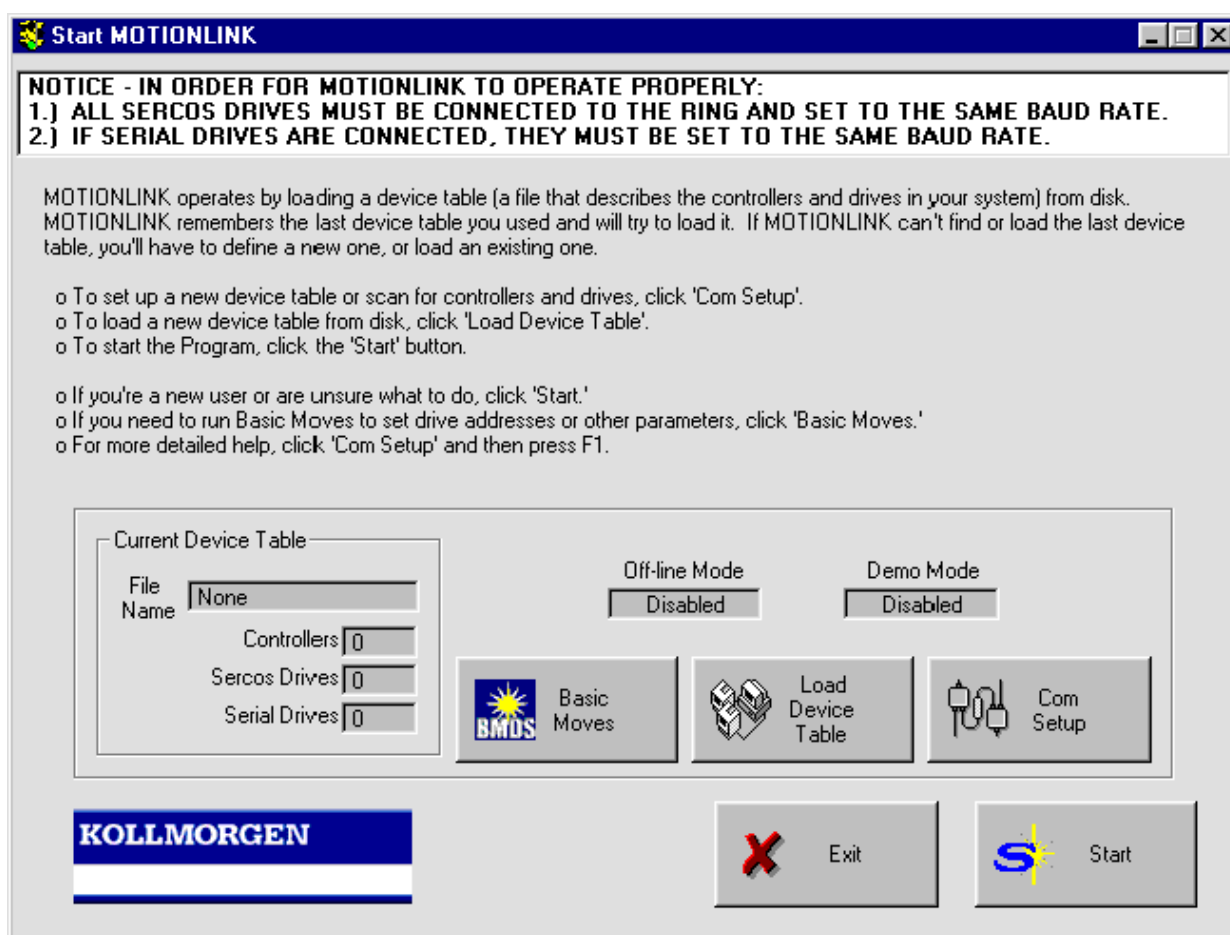 Start MOTIONLINK
NOTICE - IN ORDER FOR MOTIONLINK TO OPERATE PROPERLY:
1.) ALL SERCOS DRIVES MUST BE CONNECTED TO THE RING AND SET TO THE SAME BAUD RATE.
2.) IF SERIAL DRIVES ARE CONNECTED, THEY MUST BE SET TO THE SAME BAUD RATE.
MOTIONLINK operates by loading a device table (a file that describes the controllers and drives in your system) from disk.
MOTIONLINK remembers the last device table you used and will try to load it. If MOTIONLINK can't find or load the last device
table, you'll have to define a new one, or load an existing one.
o To set up a new device table or scan for controllers and drives, click 'Com Setup'.
o To load a new device table from disk, click 'Load Device Table'.
o To start the Program, click the 'Start' button.
o If you're a new user or are unsure what to do, click 'Start.'
o If you need to run Basic Moves to set drive addresses or other parameters, click 'Basic Moves.'
o For more detailed help, click 'Com Setup' and then press F1.
Current Device Table
File
Name
None
Controllers 0
Sercos Drives 0
Serial Drives 0
Off-line Mode
Disabled
Demo Mode
Disabled
BMDS
Basic
Moves
Load
Device
Table
Com
Setup
KOLLMORGEN
Exit
S
Start